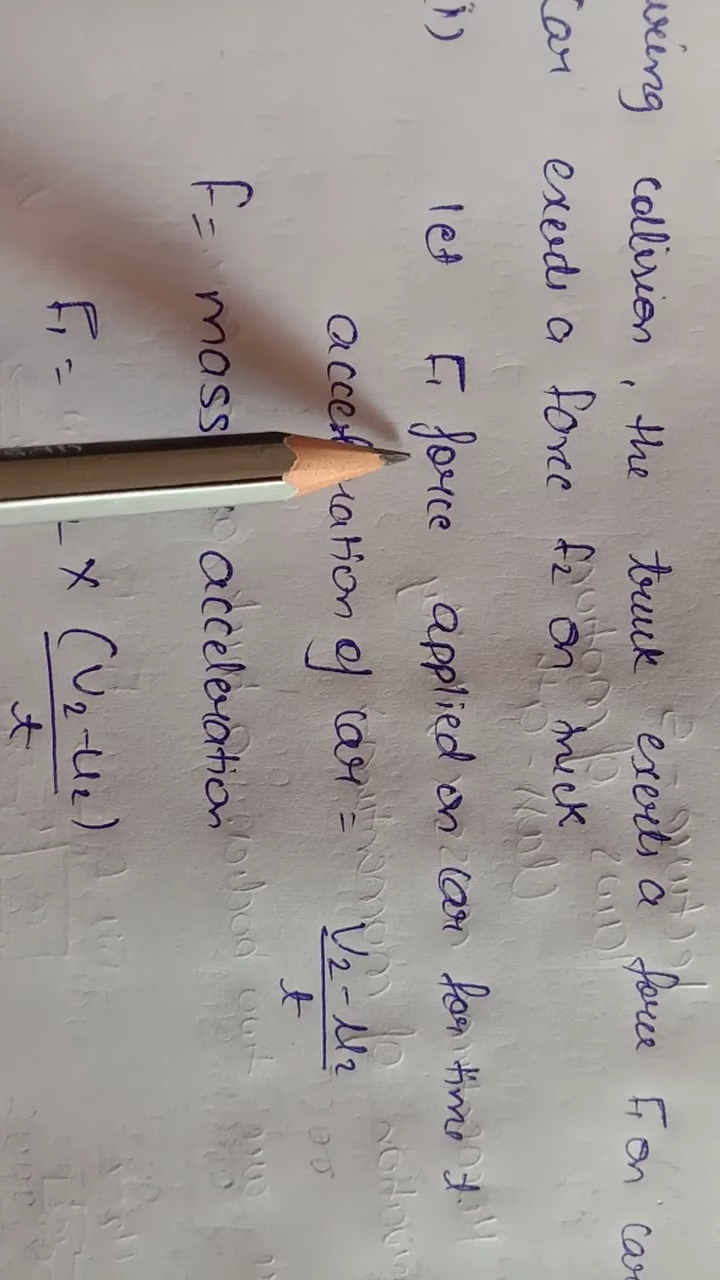 collision, the truck exerts a force F1 on car
Car exerts a force f2 on truck
i) let F1 force applied on car for time t
acceleration of car = V2 - u2 / t
F = mass acceleration
F1 = x (V2 - u2) / t